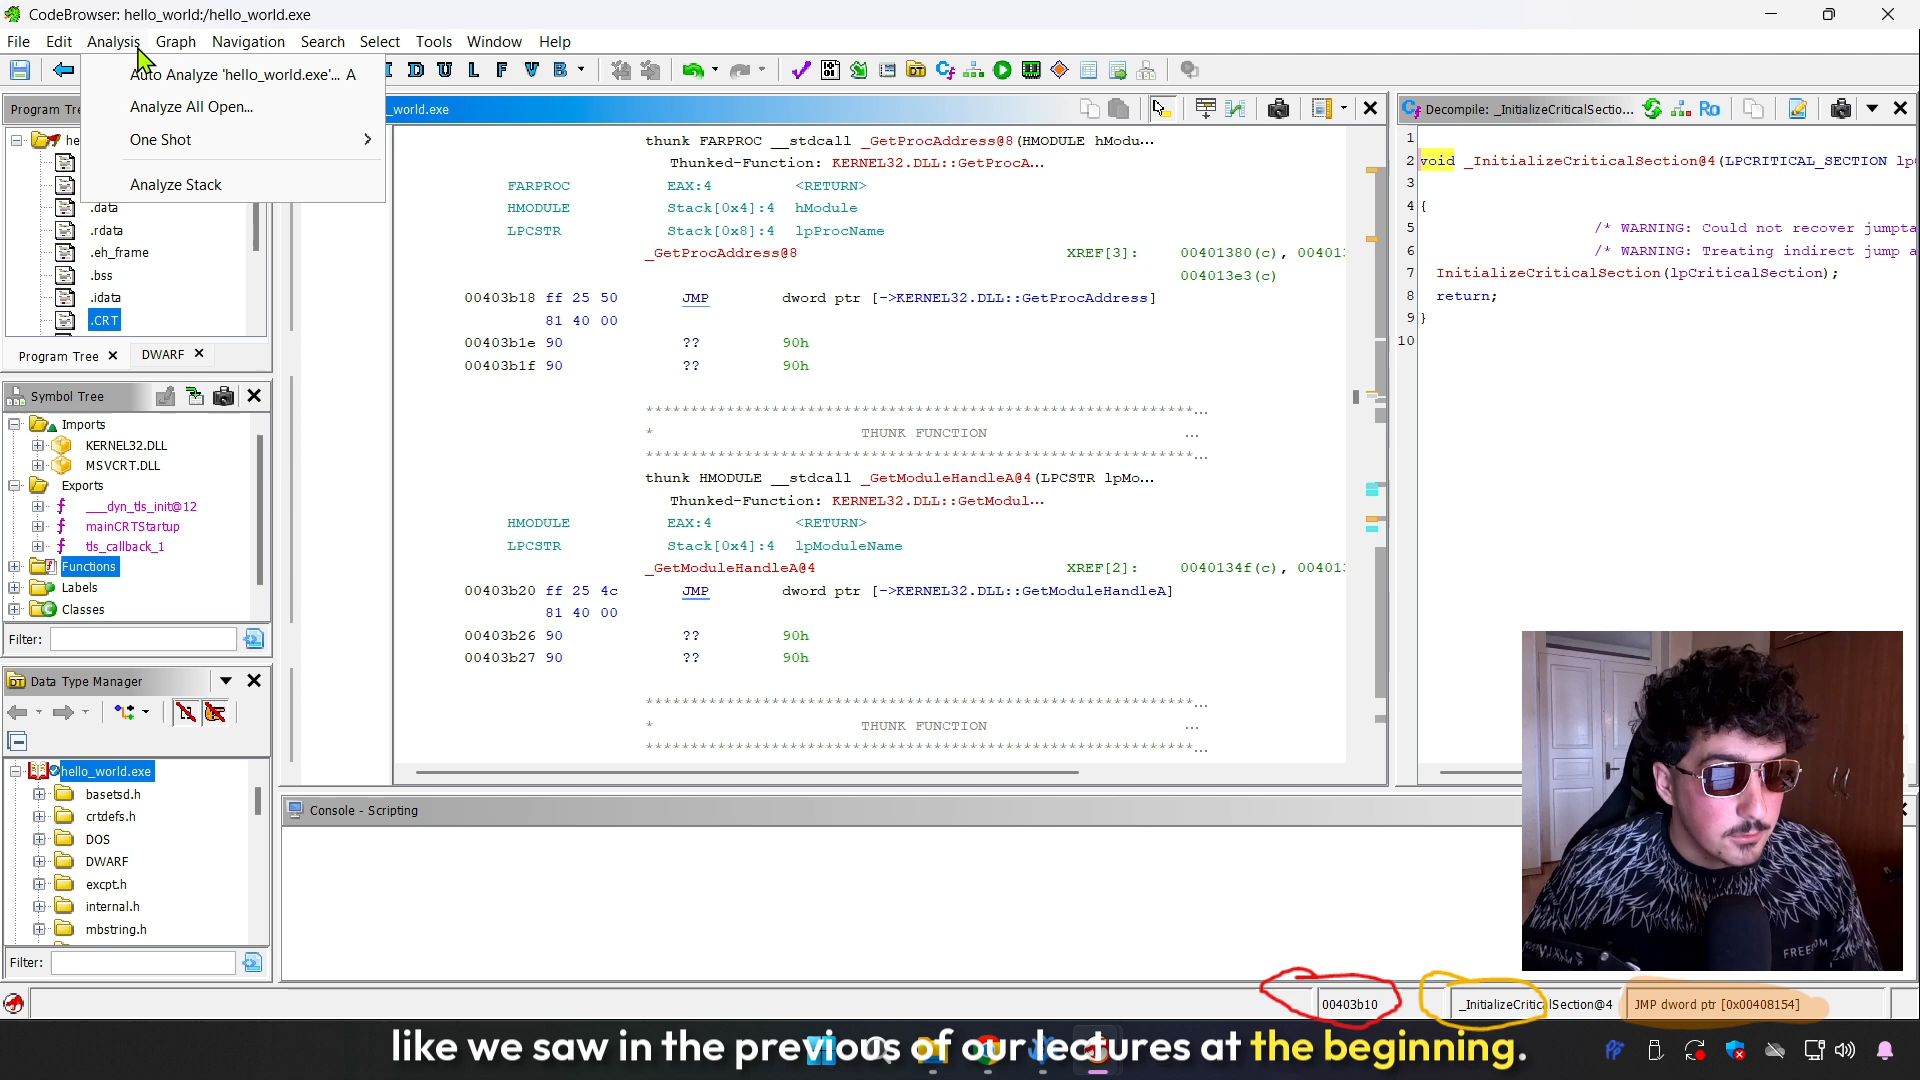 CodeBrowser: hello_world:/hello_world.exe
File Edit Analysis Graph Navigation Search Select Tools Window Help
Auto Analyze 'hello_world.exe'... A
Analyze All Open...
One Shot
Analyze Stack
I D U L F V B
Program Tre
he
.data
.rdata
.eh_frame
.bss
.idata
.CRT
Program Tree
DWARF
Symbol Tree
Imports
KERNEL32.DLL
MSVCRT.DLL
Exports
___dyn_tls_init@12
mainCRTStartup
tls_callback_1
Functions
Labels
Classes
Filter:
Data Type Manager
hello_world.exe
basetsd.h
crtdefs.h
DOS
DWARF
excpt.h
internal.h
mbstring.h
Filter:
_world.exe
thunk FARPROC __stdcall _GetProcAddress@8(HMODULE hModu...
Thunked-Function: KERNEL32.DLL::GetProcA...
FARPROC EAX:4 <RETURN>
HMODULE Stack[0x4]:4 hModule
LPCSTR Stack[0x8]:4 lpProcName
_GetProcAddress@8 XREF[3]: 00401380(c), 00401
004013e3(c)
00403b18 ff 25 50 JMP dword ptr [->KERNEL32.DLL::GetProcAddress]
81 40 00
00403b1e 90 ?? 90h
00403b1f 90 ?? 90h
******************************************************...
* THUNK FUNCTION ...
******************************************************...
thunk HMODULE __stdcall _GetModuleHandleA@4(LPCSTR lpMo...
Thunked-Function: KERNEL32.DLL::GetModul...
HMODULE EAX:4 <RETURN>
LPCSTR Stack[0x4]:4 lpModuleName
_GetModuleHandleA@4 XREF[2]: 0040134f(c), 00401
00403b20 ff 25 4c JMP dword ptr [->KERNEL32.DLL::GetModuleHandleA]
81 40 00
00403b26 90 ?? 90h
00403b27 90 ?? 90h
******************************************************...
* THUNK FUNCTION ...
******************************************************...
Decompile: _InitializeCriticalSectio...
Ro
1
2 void _InitializeCriticalSection@4(LPCRITICAL_SECTION lp
3
4 {
5 /* WARNING: Could not recover jumpta
6 /* WARNING: Treating indirect jump a
7 InitializeCriticalSection(lpCriticalSection);
8 return;
9 }
10
Console - Scripting
FREE
00403b10
_InitializeCriticalSection@4
JMP dword ptr [0x00408154]
like we saw in the previous of our lectures at the beginning.